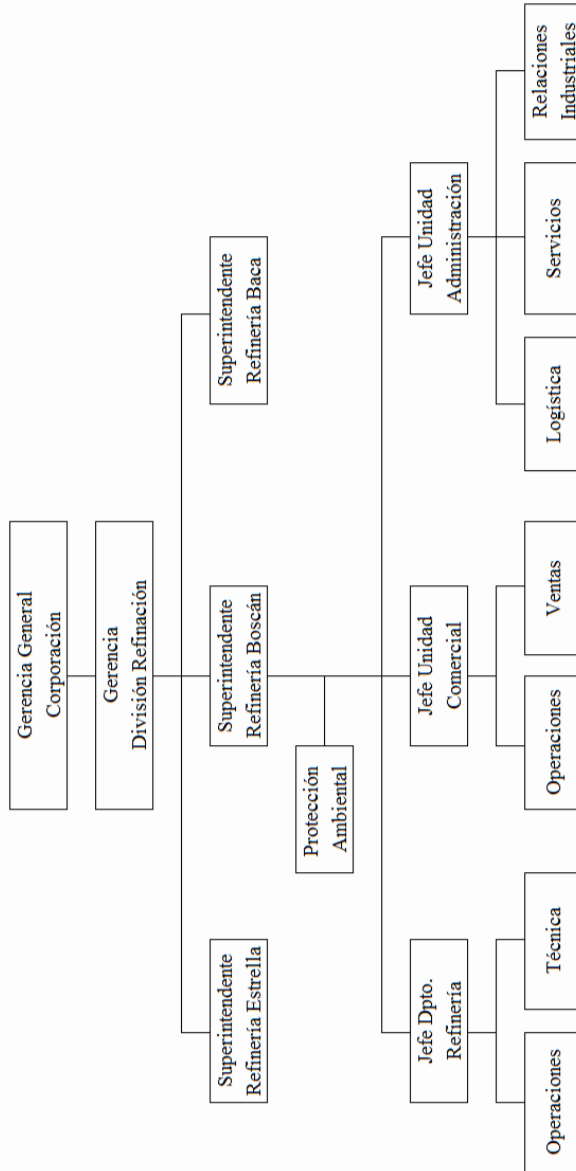 Gerencia General
Corporación
Gerencia
División Refinación
Superintendente
Refinería Estrella
Superintendente
Refinería Boscán
Superintendente
Refinería Baca
Protección
Ambiental
Jefe Dpto.
Refinería
Jefe Unidad
Comercial
Jefe Unidad
Administración
Operaciones
Técnica
Operaciones
Ventas
Logística
Servicios
Relaciones
Industriales